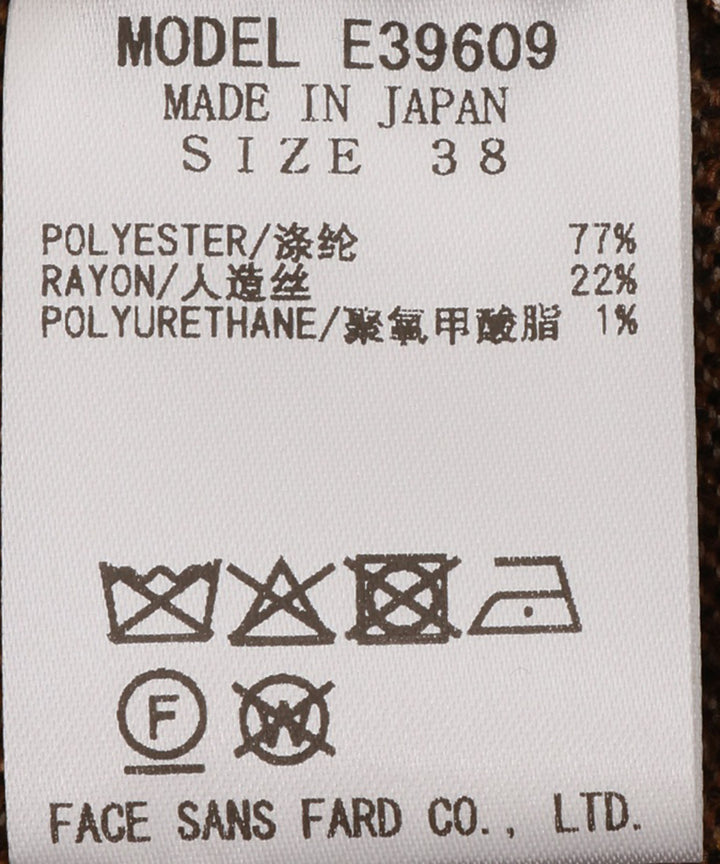 MODEL E39609
MADE IN JAPAN
SIZE 38
POLYESTER/涤纶 77%
RAYON/人造丝 22%
POLYURETHANE/聚氧甲酸脂 1%
F
W
FACE SANS FARD CO., LTD.